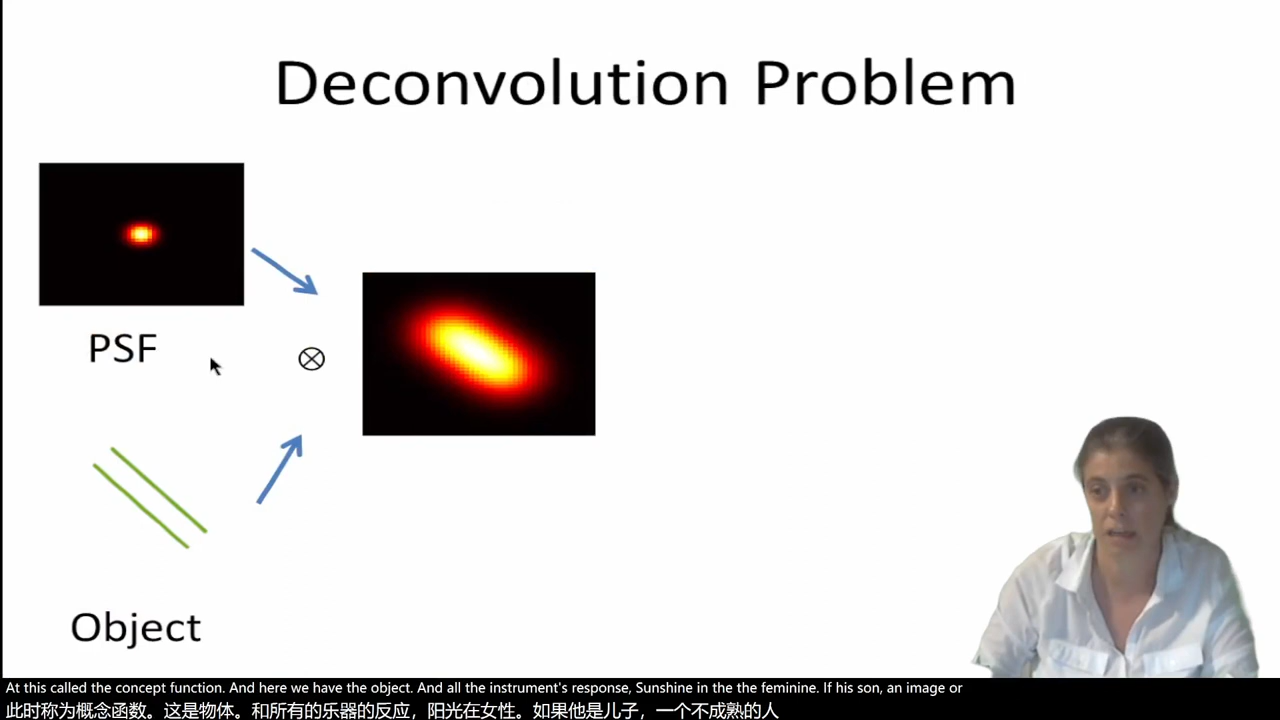 Deconvolution Problem
PSF
⊗
Object
At this called the concept function. And here we have the object. And all the instrument's response, Sunshine in the the feminine. If his son, an image or
此时称为概念函数。这是物体。和所有的乐器的反应，阳光在女性。如果他是儿子，一个不成熟的人